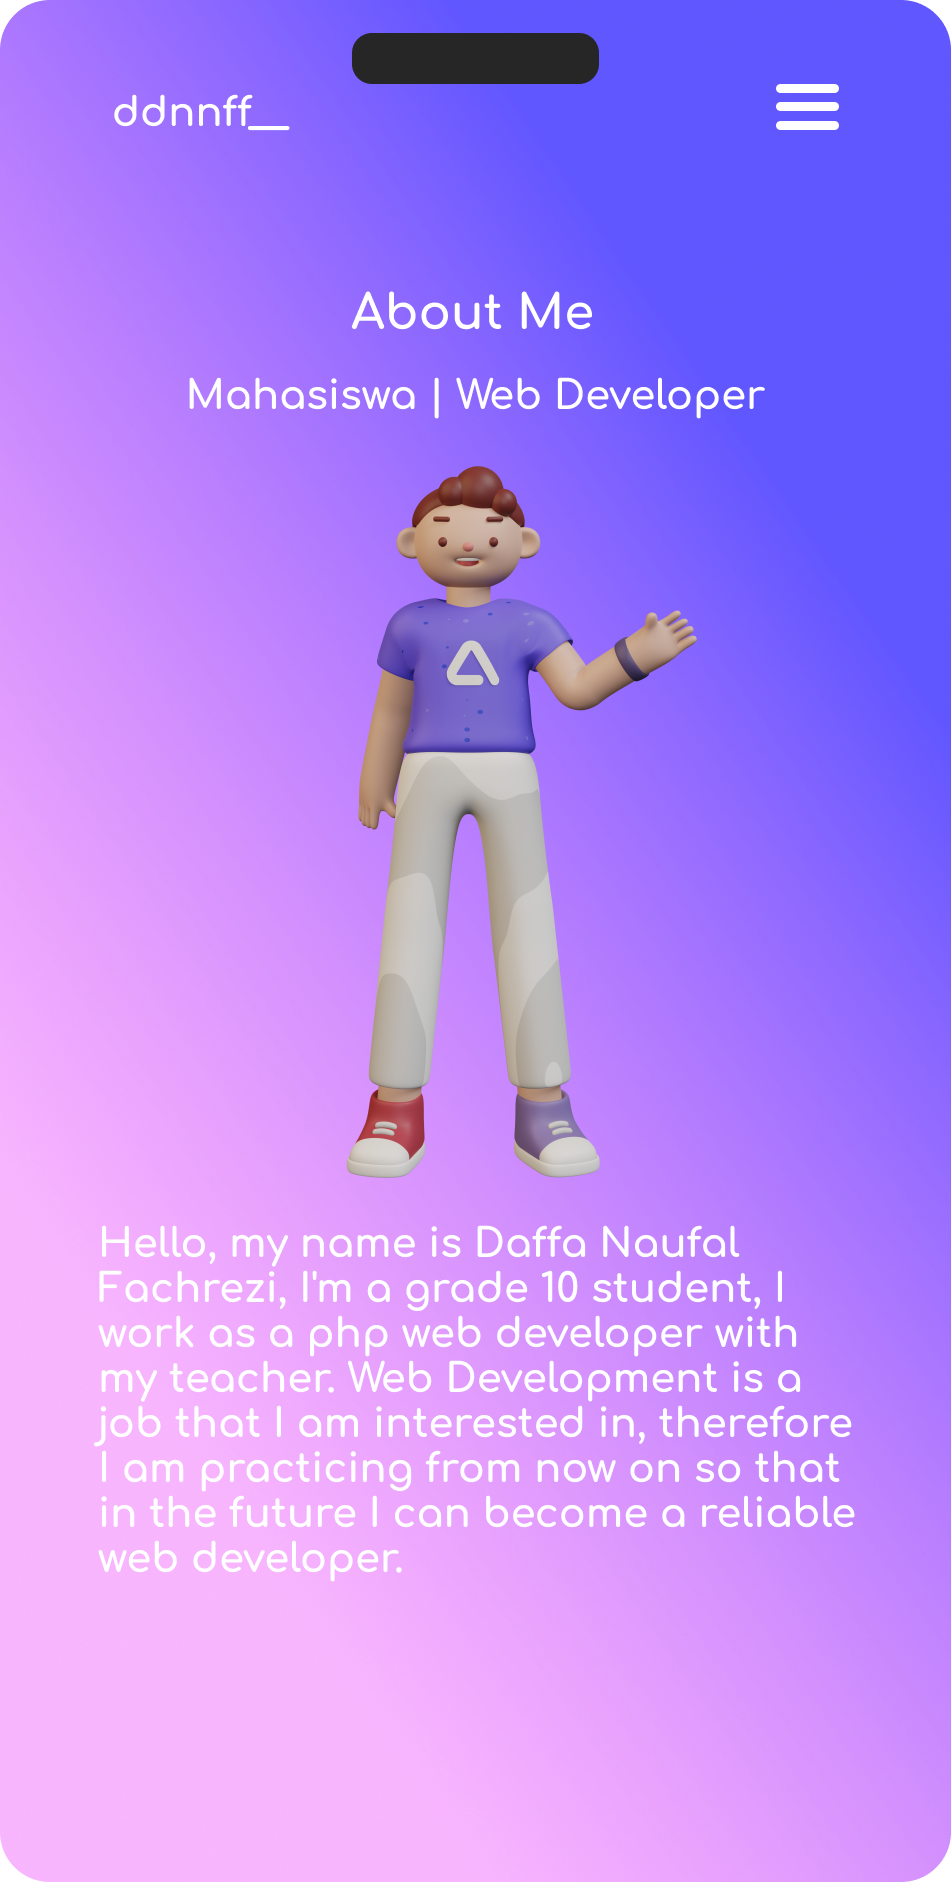 ddnnff__
About Me
Mahasiswa | Web Developer
Hello, my name is Daffa Naufal
Fachrezi, I'm a grade 10 student, I
work as a php web developer with
my teacher. Web Development is a
job that I am interested in, therefore
I am practicing from now on so that
in the future I can become a reliable
web developer.